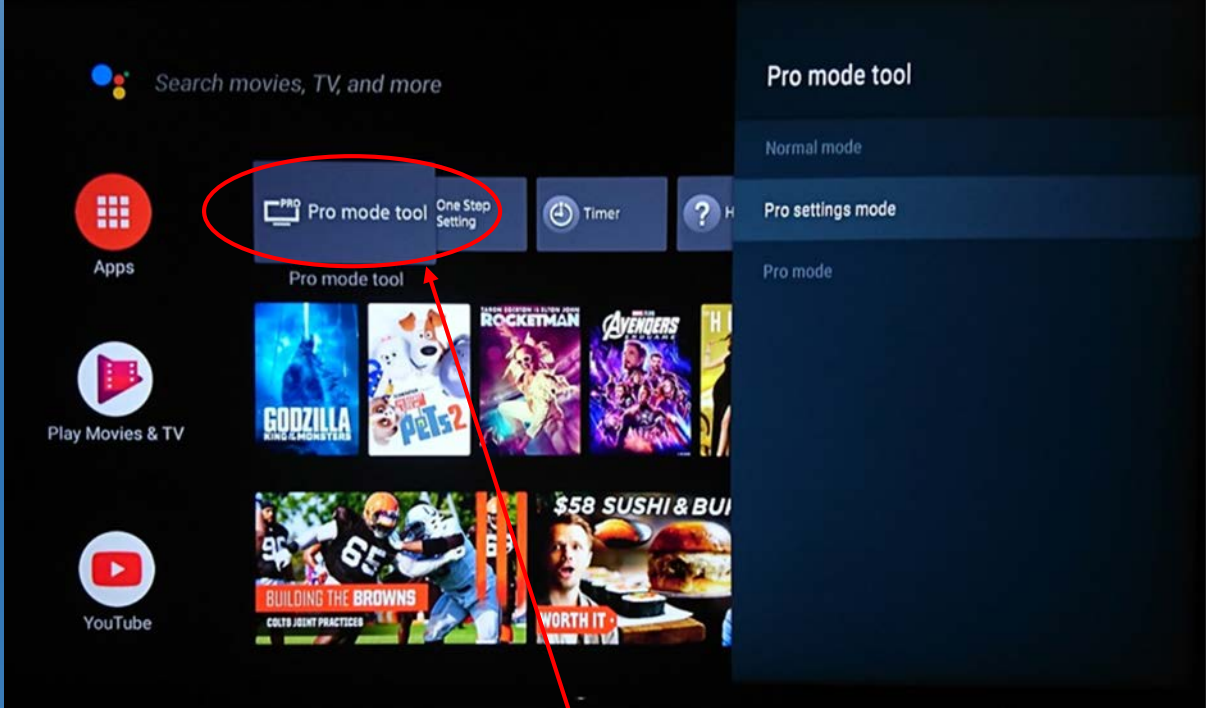 Search movies, TV, and more
Apps
Play Movies & TV
YouTube
PRO Pro mode tool
One Step
Setting
Timer
?
H
Pro mode tool
GODZILLA
KING OF THE MONSTERS
PETS 2
TARON EGERTON IS ELTON JOHN
ROCKETMAN
AVENGERS
ENDGAME
H
65
BUILDING THE BROWNS
COLTS JOINT PRACTICES
$58 SUSHI & BU
WORTH IT
Pro mode tool
Normal mode
Pro settings mode
Pro mode